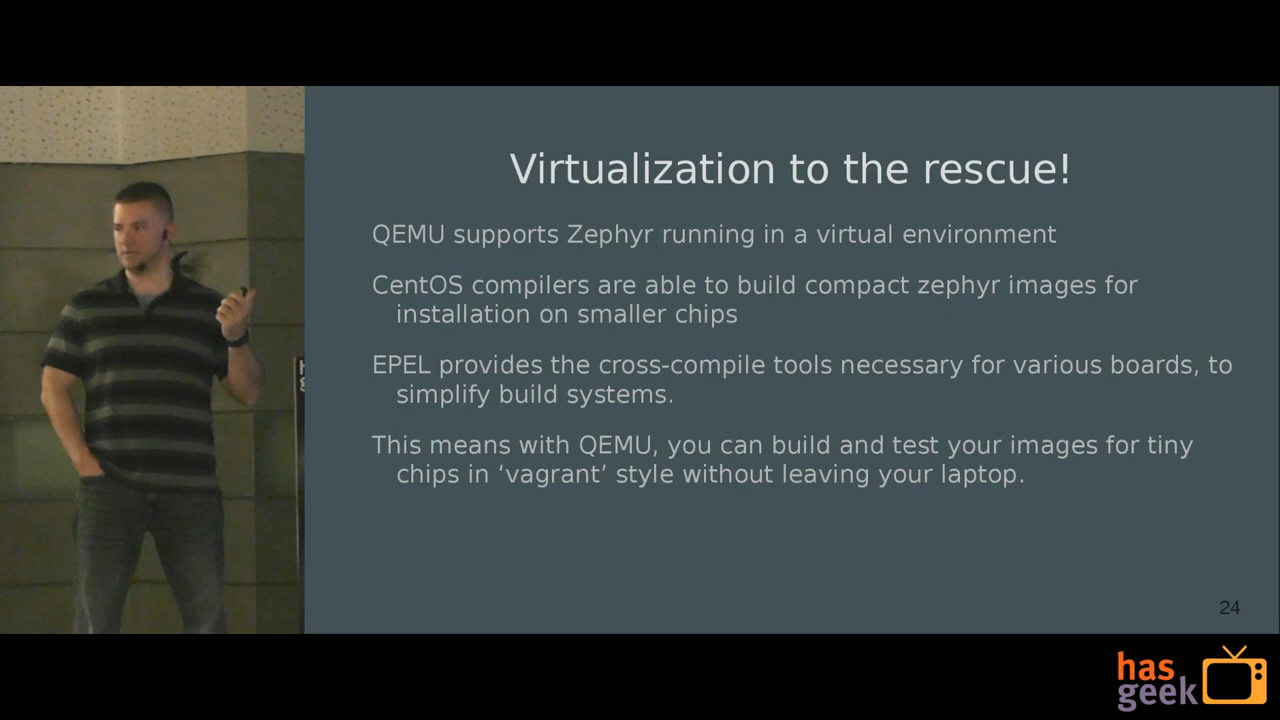 Virtualization to the rescue!
QEMU supports Zephyr running in a virtual environment
CentOS compilers are able to build compact zephyr images for
installation on smaller chips
EPEL provides the cross-compile tools necessary for various boards, to
simplify build systems.
This means with QEMU, you can build and test your images for tiny
chips in ‘vagrant’ style without leaving your laptop.
24
has
geek